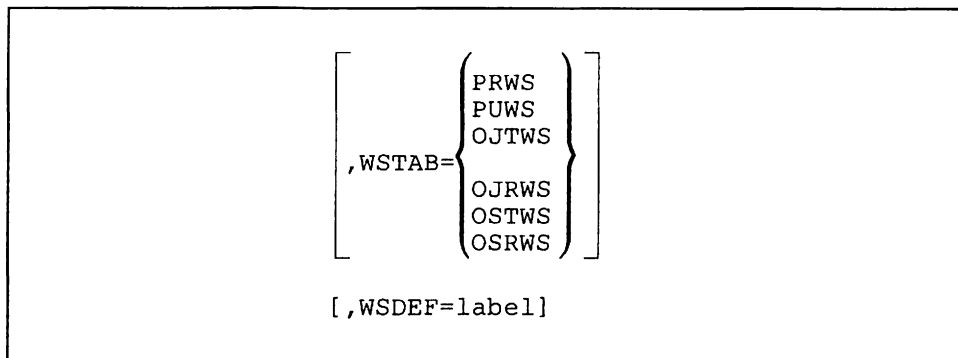 PRWS
PUWS
OJTWS
,WSTAB=
OJRWS
OSTWS
OSRWS
[,WSDEF=label]